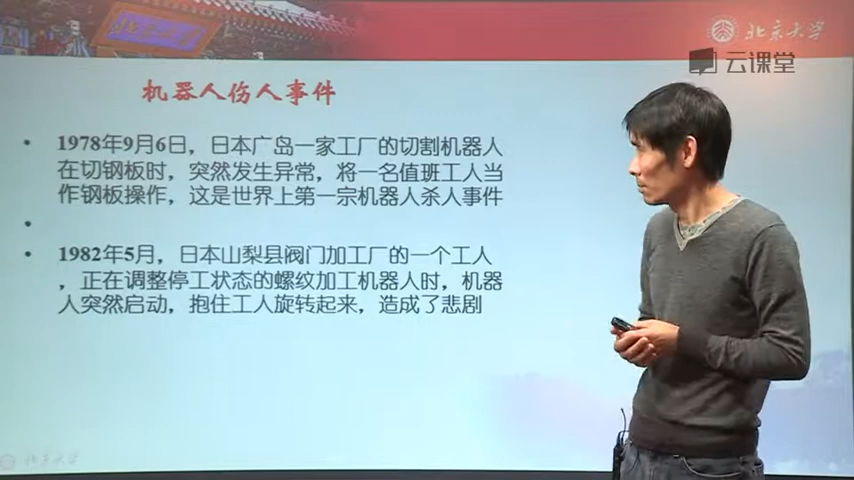 北京大学
云课堂
机器人伤人事件
• 1978年9月6日，日本广岛一家工厂的切割机器人
在切钢板时，突然发生异常，将一名值班工人当
作钢板操作，这是世界上第一宗机器人杀人事件
•
• 1982年5月，日本山梨县阀门加工厂的一个工人
，正在调整停工状态的螺纹加工机器人时，机器
人突然启动，抱住工人旋转起来，造成了悲剧
北京大学